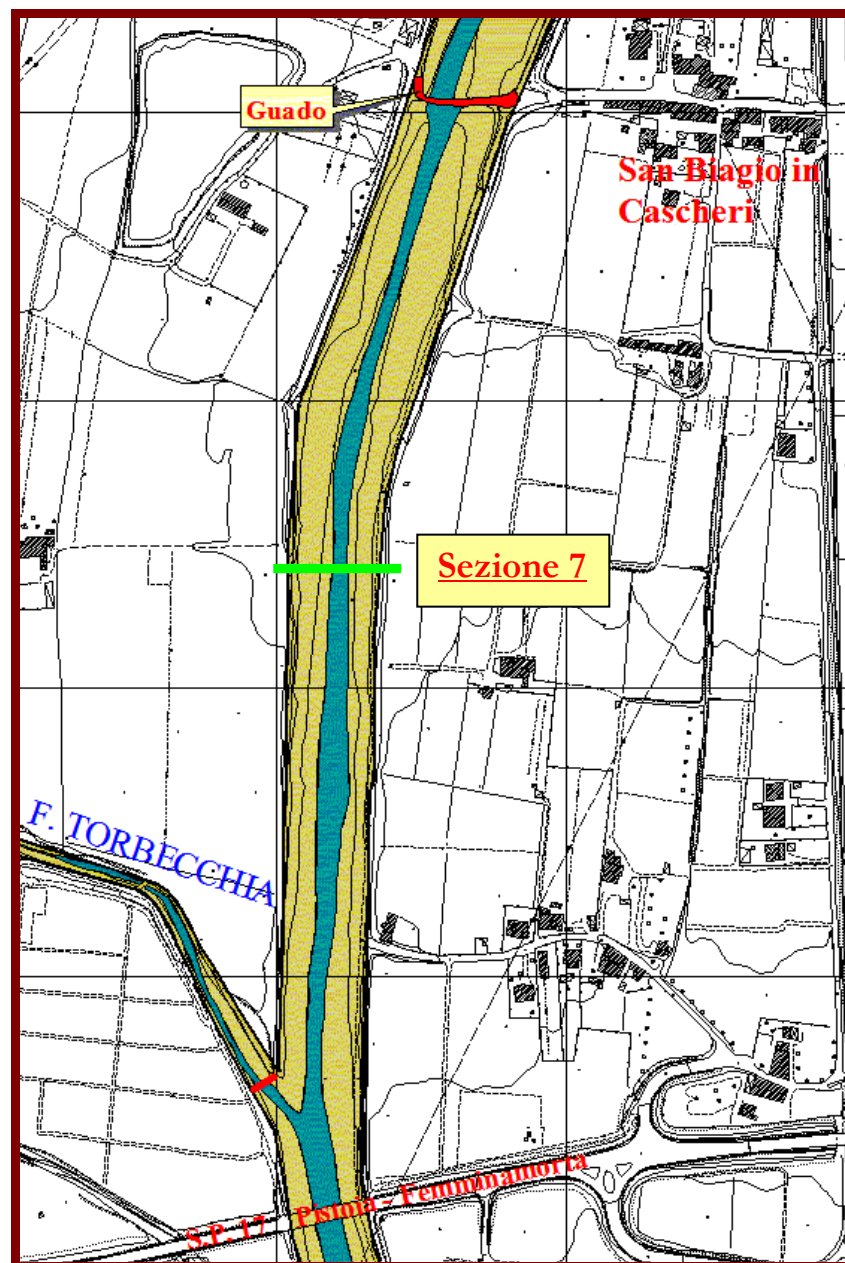 Guado
San Biagio in
Cascheri
Sezione 7
F. TORBECCHIA
S.P. 17 Pistoia - Femminamorta